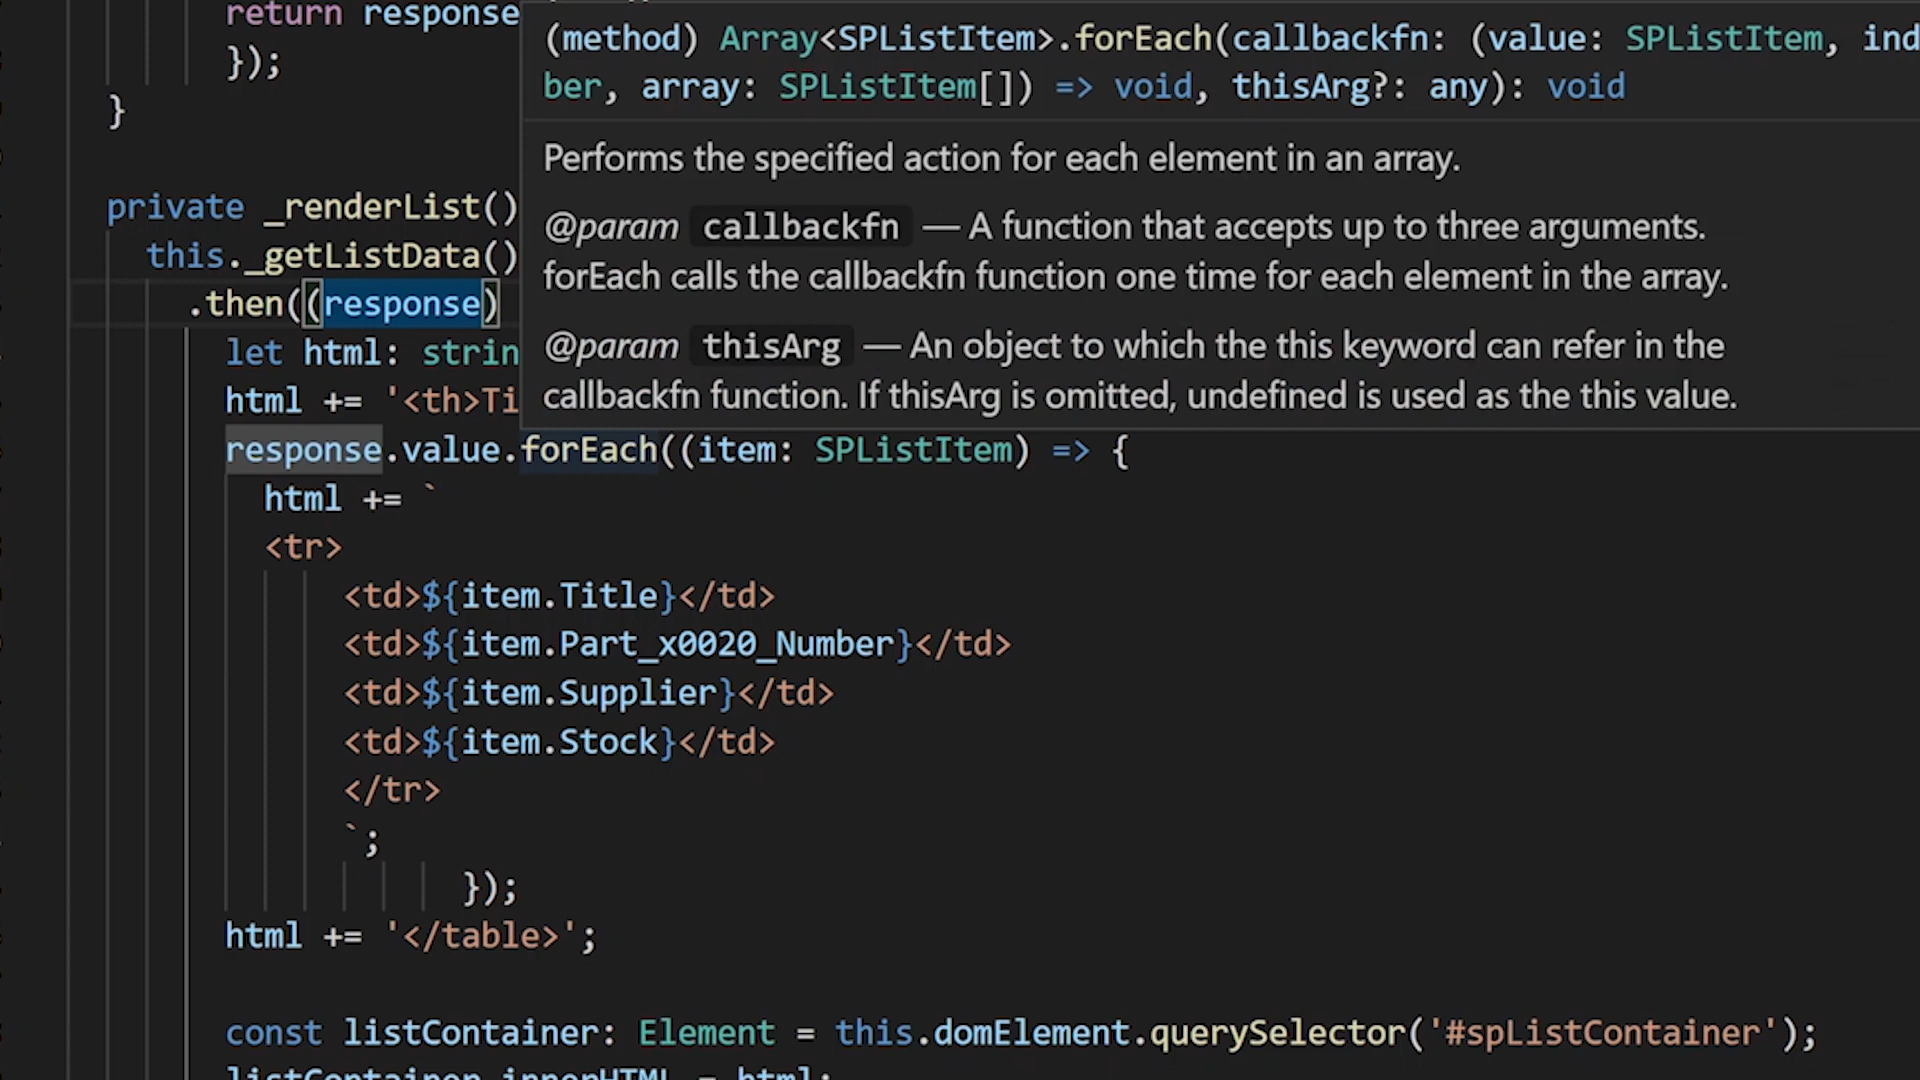 return response
});
(method) Array<SPListItem>.forEach(callbackfn: (value: SPListItem, ind
ber, array: SPListItem[]) => void, thisArg?: any): void
}
Performs the specified action for each element in an array.
private _renderList()
@param callbackfn — A function that accepts up to three arguments.
this._getListData()
forEach calls the callbackfn function one time for each element in the array.
.then((response)
@param thisArg — An object to which the this keyword can refer in the
let html: strin
callbackfn function. If thisArg is omitted, undefined is used as the this value.
html += '<th>Ti
response.value.forEach((item: SPListItem) => {
html += `
<tr>
<td>${item.Title}</td>
<td>${item.Part_x0020_Number}</td>
<td>${item.Supplier}</td>
<td>${item.Stock}</td>
</tr>
`;
});
html += '</table>';
const listContainer: Element = this.domElement.querySelector('#spListContainer');
listContainer.innerHTML = html;